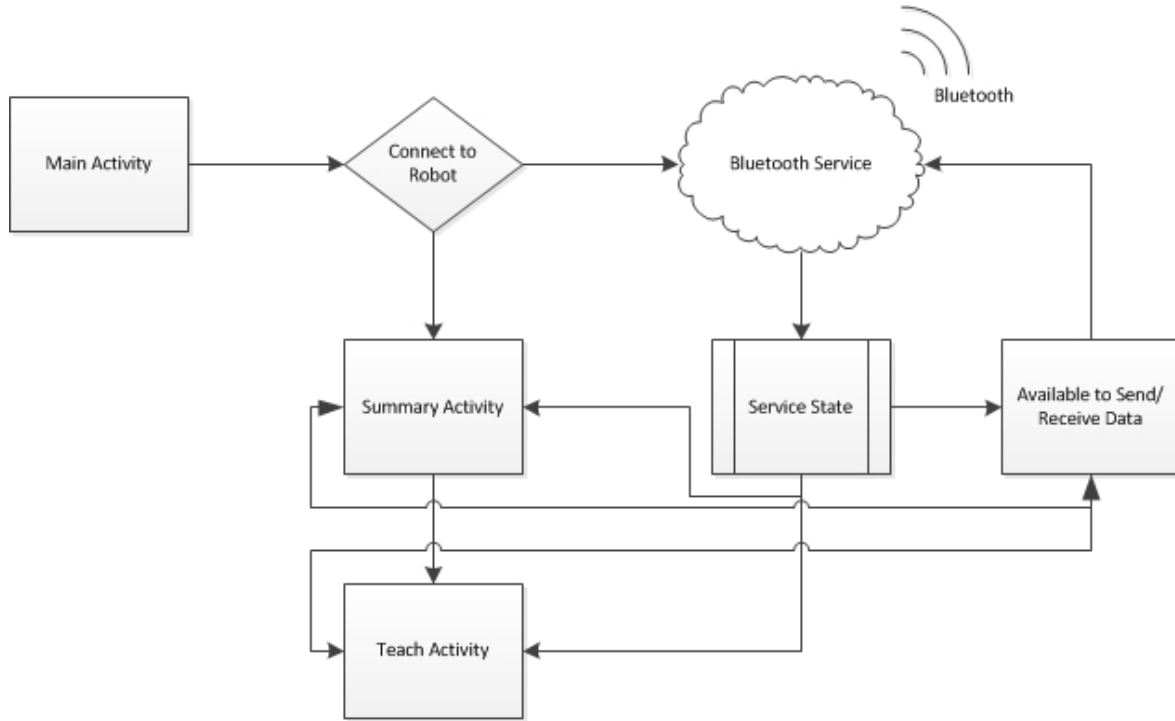 Bluetooth
Main Activity
Connect to
Robot
Bluetooth Service
Summary Activity
Service State
Available to Send/
Receive Data
Teach Activity